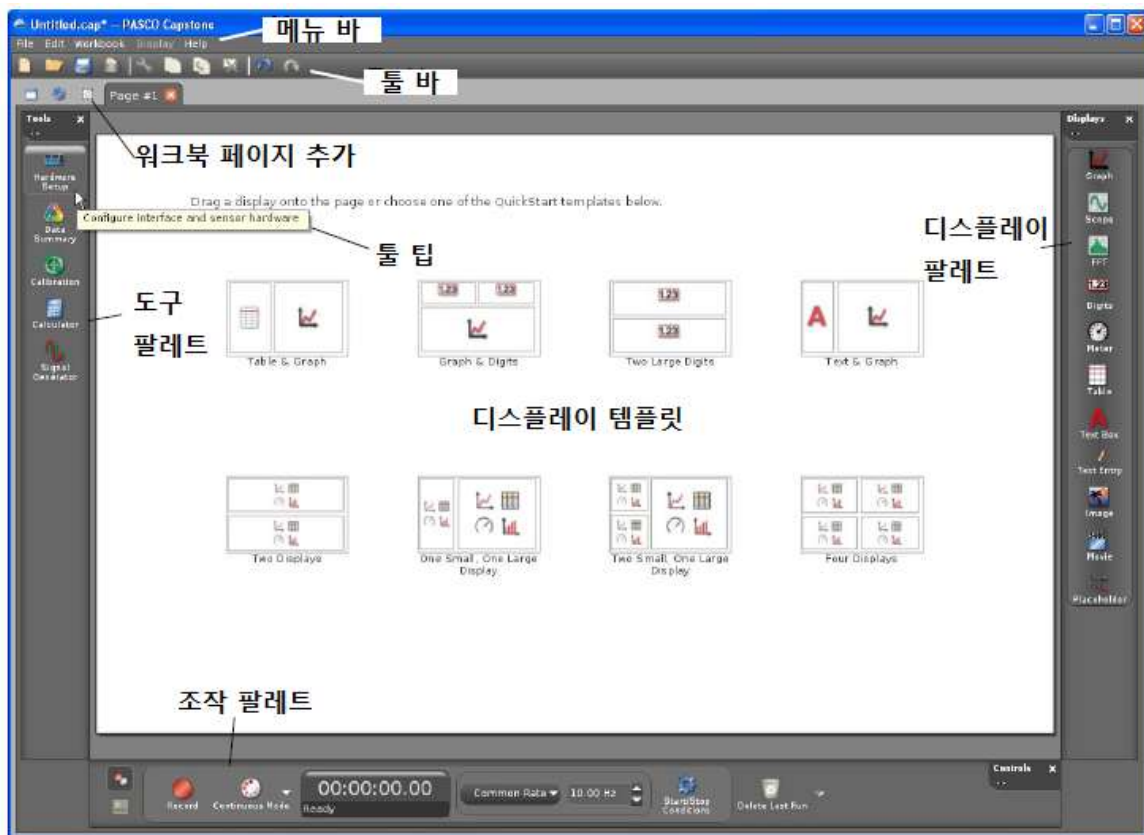 Untitled.cap* – PASCO Capstone
메뉴 바
File Edit Workbook Display Help
툴 바
Page #1
Tools x
Displays x
워크북 페이지 추가
Hardware
Setup
Graph
Drag a display onto the page or choose one of the QuickStart templates below.
Configure interface and sensor hardware
Data
Summary
Scope
디스플레이
팔레트
툴 팁
FFT
Calibration
1.23
Digits
도구
팔레트
Calculator
Meter
Signal
Generator
Table
1.23 1.23
1.23
1.23
A
Table & Graph
Graph & Digits
Two Large Digits
Text & Graph
A
Text Box
디스플레이 템플릿
Text Entry
Image
Movie
Two Displays
One Small, One Large
Display
Two Small, One Large
Display
Four Displays
Placeholder
조작 팔레트
Controls x
Record
Continuous Mode
00:00:00.00
Ready
Common Rate
10.00 Hz
Start/Stop
Conditions
Delete Last Run